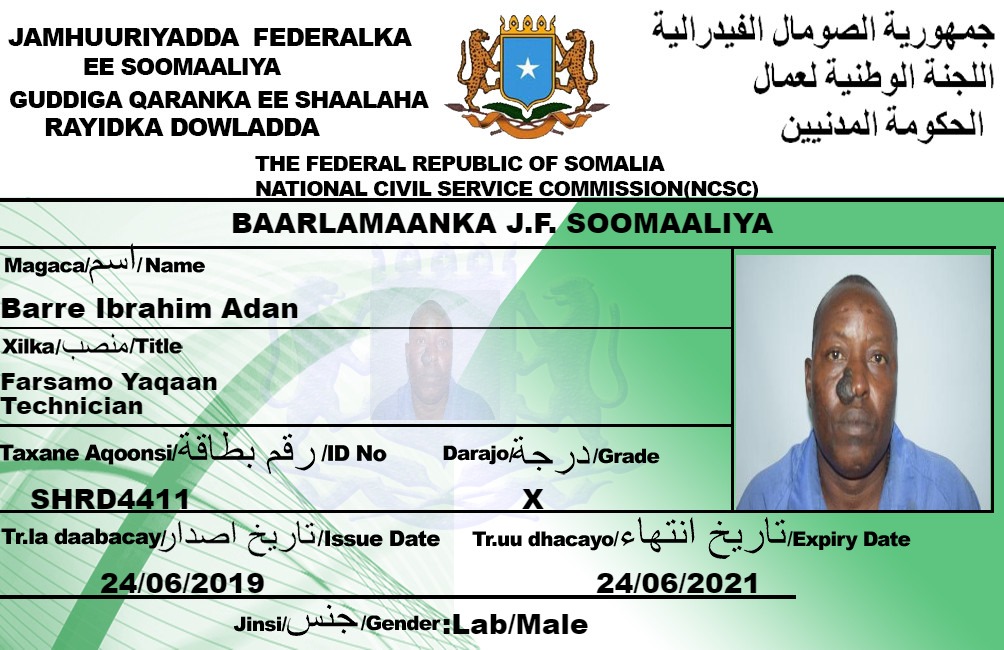 JAMHUURIYADDA FEDERALKA
EE SOOMAALIYA
GUDDIGA QARANKA EE SHAALAHA
RAYIDKA DOWLADDA
جمهورية الصومال الفيدرالية
اللجنة الوطنية لعمال
الحكومة المدنيين
THE FEDERAL REPUBLIC OF SOMALIA
NATIONAL CIVIL SERVICE COMMISSION(NCSC)
BAARLAMAANKA J.F. SOOMAALIYA
Magaca/اسم/Name
Barre Ibrahim Adan
Xilka/منصب/Title
Farsamo Yaqaan
Technician
Taxane Aqoonsi/رقم بطاقة/ID No
Darajo/درجة/Grade
SHRD4411
X
Tr.la daabacay/تاريخ اصدار/Issue Date
Tr.uu dhacayo/تاريخ انتهاء/Expiry Date
24/06/2019
24/06/2021
Jinsi/جنس/Gender:Lab/Male